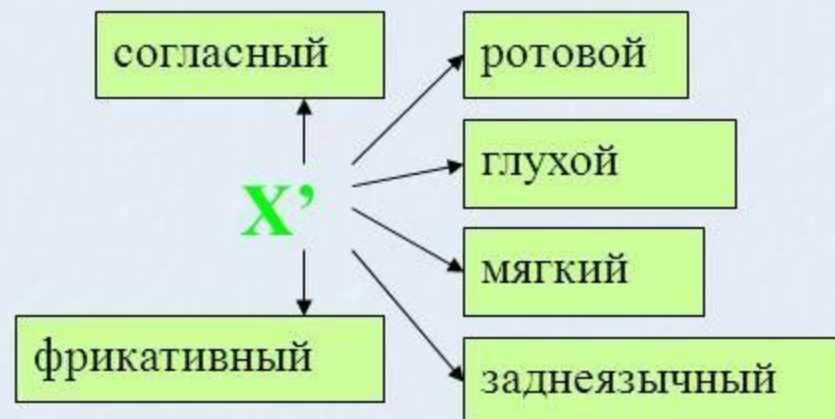 согласный
ротовой
глухой
Х’
мягкий
фрикативный
заднеязычный